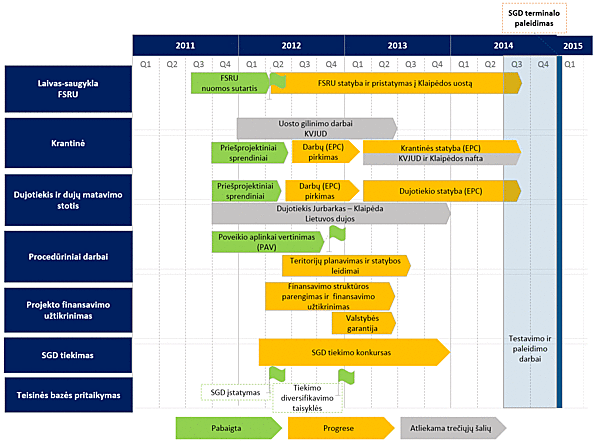 SGD terminalo
paleidimas
2011
2012
2013
2014
2015
Q1 Q2 Q3 Q4 Q1 Q2 Q3 Q4 Q1 Q2 Q3 Q4 Q1 Q2 Q3 Q4 Q1
Laivas-saugykla
FSRU
FSRU
nuomos sutartis
FSRU statyba ir pristatymas į Klaipėdos uostą
Krantinė
Uosto gilinimo darbai
KVJUD
Priešprojektiniai
sprendiniai
Darbų (EPC)
pirkimas
Krantinės statyba (EPC)
KVJUD ir Klaipėdos nafta
Dujotiekis ir dujų matavimo
stotis
Priešprojektiniai
sprendiniai
Darbų (EPC)
pirkimas
Dujotiekio statyba (EPC)
Dujotiekis Jurbarkas – Klaipėda
Lietuvos dujos
Procedūriniai darbai
Poveikio aplinkai vertinimas
(PAV)
Teritorijų planavimas ir statybos
leidimai
Projekto finansavimo
užtikrinimas
Finansavimo struktūros
parengimas ir finansavimo
užtikrinimas
Valstybės
garantija
Testavimo ir
paleidimo
darbai
SGD tiekimas
SGD tiekimo konkursas
Teisinės bazės pritaikymas
SGD įstatymas
Tiekimo
diversifikavimo
taisyklės
Pabaigta
Progrese
Atliekama trečiųjų šalių